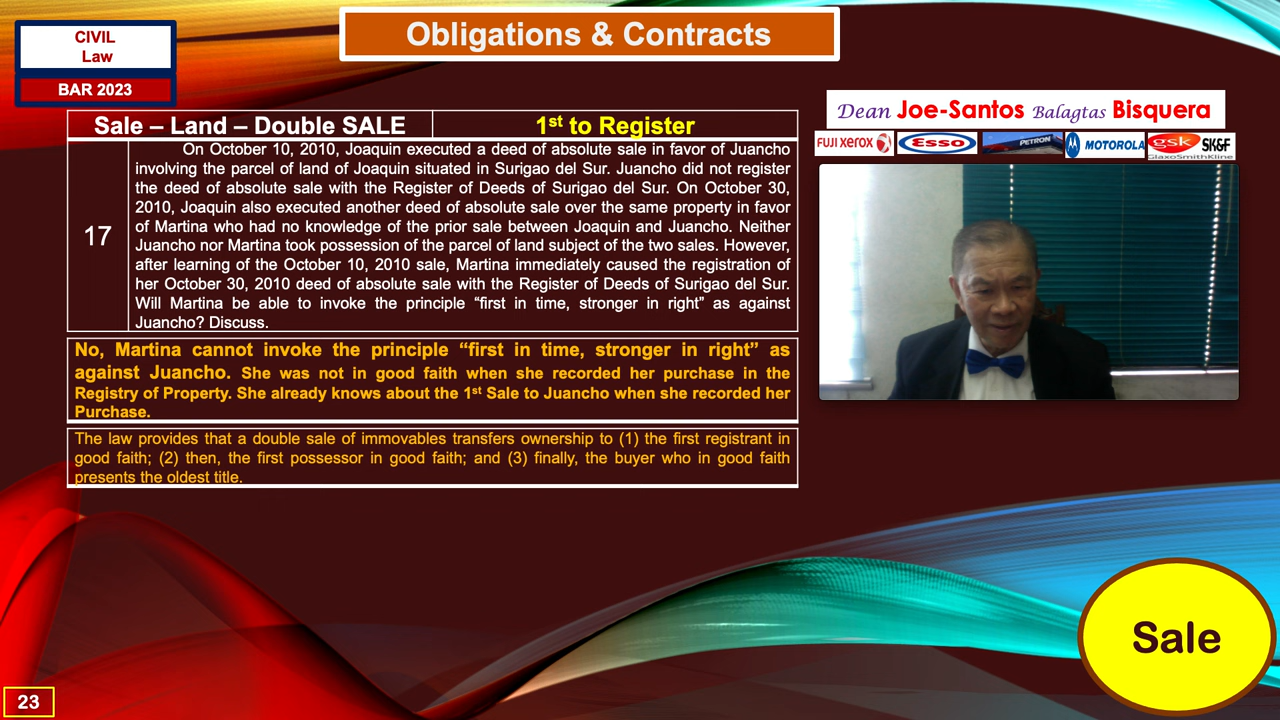 CIVIL
Law
BAR 2023
Obligations & Contracts
Dean Joe-Santos Balagtas Bisquera
FUJI XEROX
Esso
PETRON
MOTOROLA
gsk SK&F
GlaxoSmithKline
Sale – Land – Double SALE
1st to Register
17
On October 10, 2010, Joaquin executed a deed of absolute sale in favor of Juancho
involving the parcel of land of Joaquin situated in Surigao del Sur. Juancho did not register
the deed of absolute sale with the Register of Deeds of Surigao del Sur. On October 30,
2010, Joaquin also executed another deed of absolute sale over the same property in favor
of Martina who had no knowledge of the prior sale between Joaquin and Juancho. Neither
Juancho nor Martina took possession of the parcel of land subject of the two sales. However,
after learning of the October 10, 2010 sale, Martina immediately caused the registration of
her October 30, 2010 deed of absolute sale with the Register of Deeds of Surigao del Sur.
Will Martina be able to invoke the principle “first in time, stronger in right” as against
Juancho? Discuss.
No, Martina cannot invoke the principle “first in time, stronger in right” as
against Juancho. She was not in good faith when she recorded her purchase in the
Registry of Property. She already knows about the 1st Sale to Juancho when she recorded her
Purchase.
The law provides that a double sale of immovables transfers ownership to (1) the first registrant in
good faith; (2) then, the first possessor in good faith; and (3) finally, the buyer who in good faith
presents the oldest title.
Sale
23